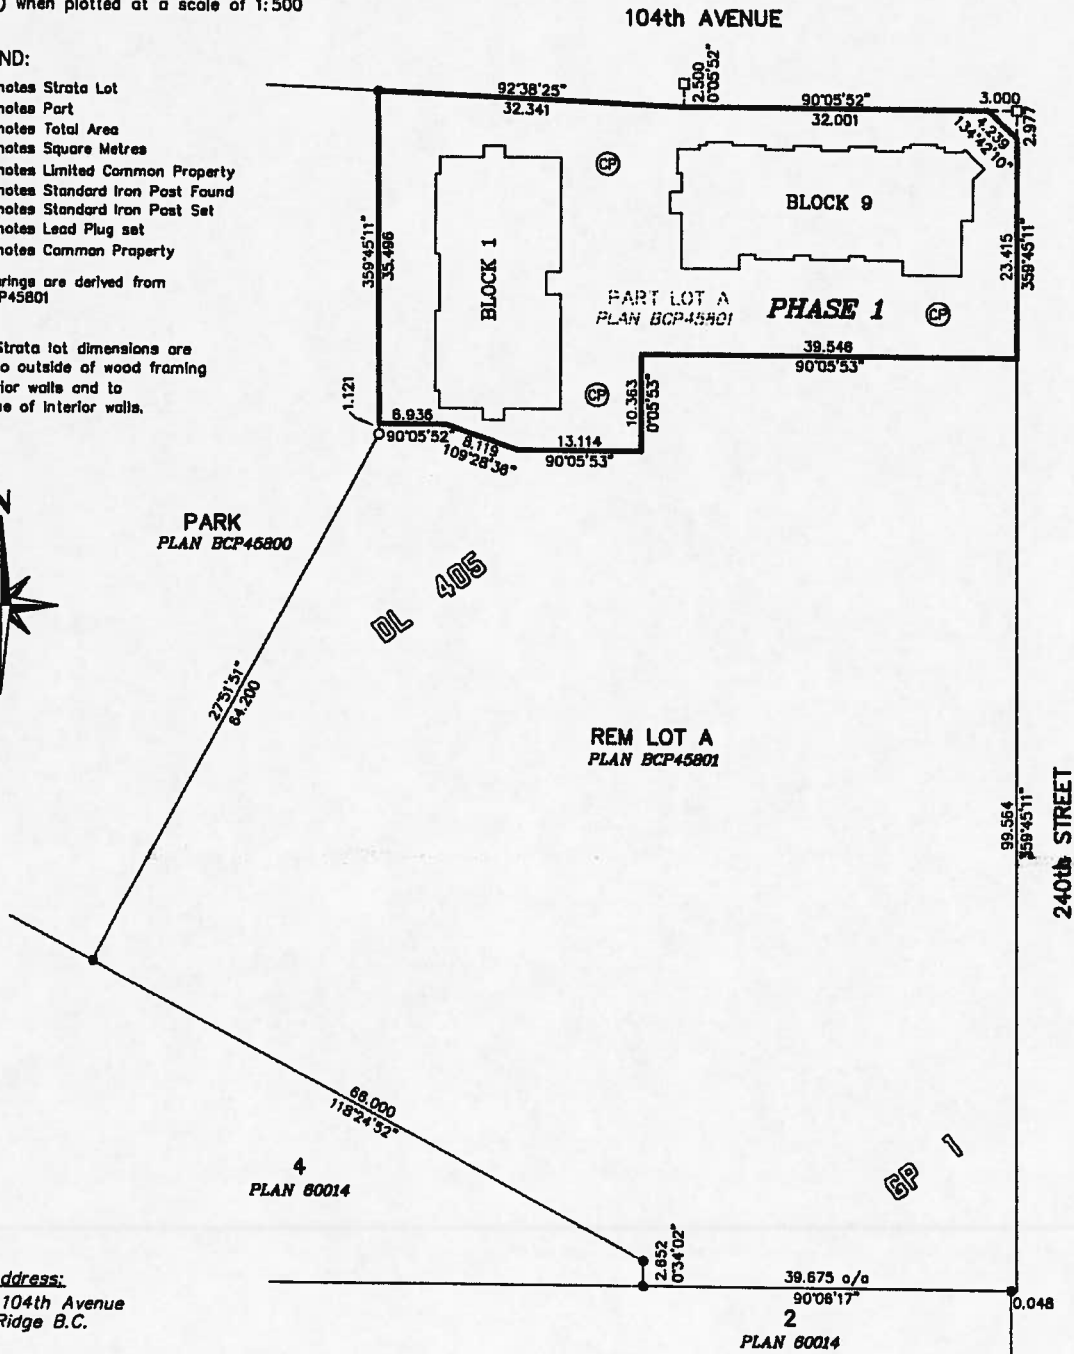 ) when plotted at a scale of 1:500
104th AVENUE
ND:
notes Strata Lot
notes Part
notes Total Area
notes Square Metres
notes Limited Common Property
notes Standard Iron Post Found
notes Standard Iron Post Set
notes Lead Plug set
notes Common Property
rings are derived from
P45801
Strata lot dimensions are
o outside of wood framing
rior walls and to
e of interior walls.
92°38'25"
32.341
2.500
0°05'52"
90°05'52"
32.001
3.000
2.977
4.239
134°42'10"
CP
BLOCK 9
BLOCK 1
359°45'11"
35.496
23.415
359°45'11"
PART LOT A
PLAN BCP45801
PHASE 1
CP
39.546
90°05'53"
10.363
0°05'53"
CP
1.121
6.936
90°05'52"
8.119
109°28'36"
13.114
90°05'53"
PARK
PLAN BCP45800
DL 405
27°51'51"
64.200
REM LOT A
PLAN BCP45801
99.564
359°45'11"
240th STREET
66.000
118°24'52"
4
PLAN 60014
GP 1
2.652
0°34'02"
39.675 o/a
90°06'17"
0.048
2
PLAN 60014
ddress:
104th Avenue
Ridge B.C.